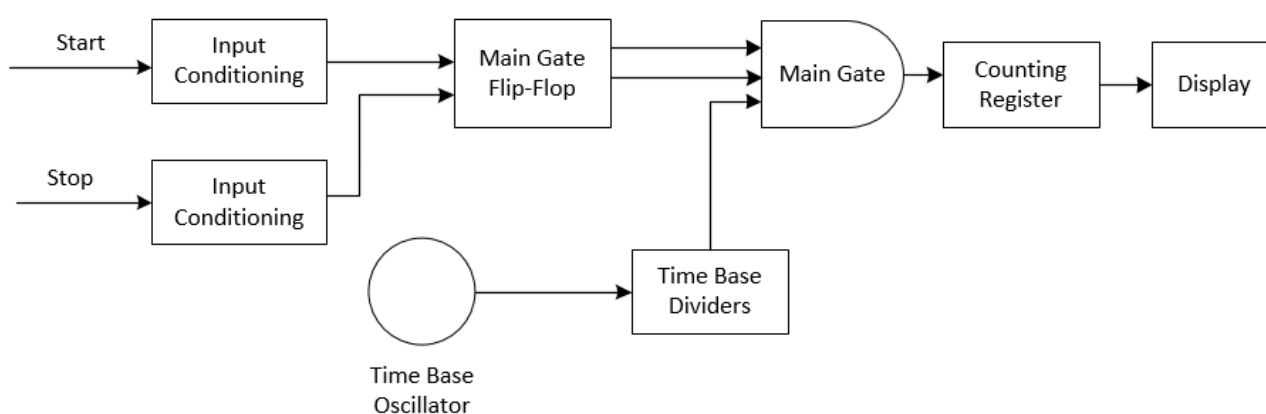 Start
Input
Conditioning
Main Gate
Flip-Flop
Main Gate
Counting
Register
Display
Stop
Input
Conditioning
Time Base
Dividers
Time Base
Oscillator